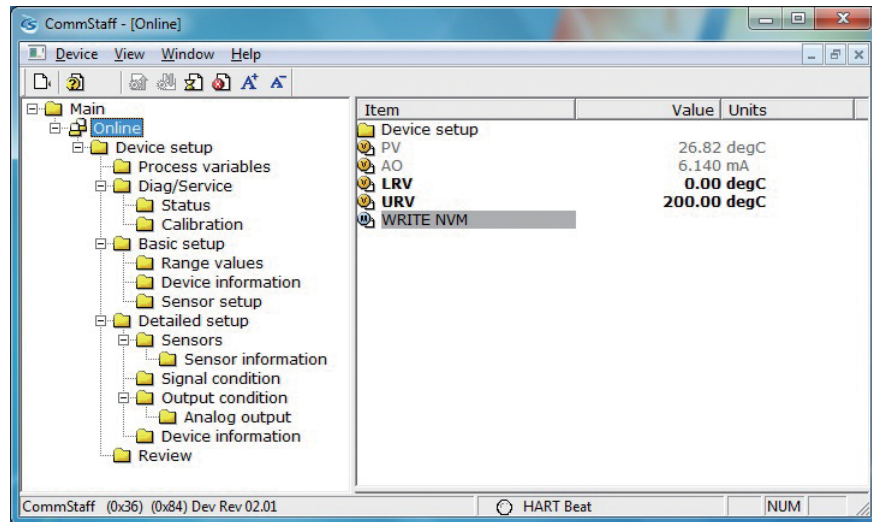 CommStaff - [Online]
Device View Window Help
Main
Online
Device setup
Process variables
Diag/Service
Status
Calibration
Basic setup
Range values
Device information
Sensor setup
Detailed setup
Sensors
Sensor information
Signal condition
Output condition
Analog output
Device information
Review
Item Value Units
Device setup
PV 26.82 degC
AO 6.140 mA
LRV 0.00 degC
URV 200.00 degC
WRITE NVM
CommStaff (0x36) (0x84) Dev Rev 02.01 HART Beat NUM